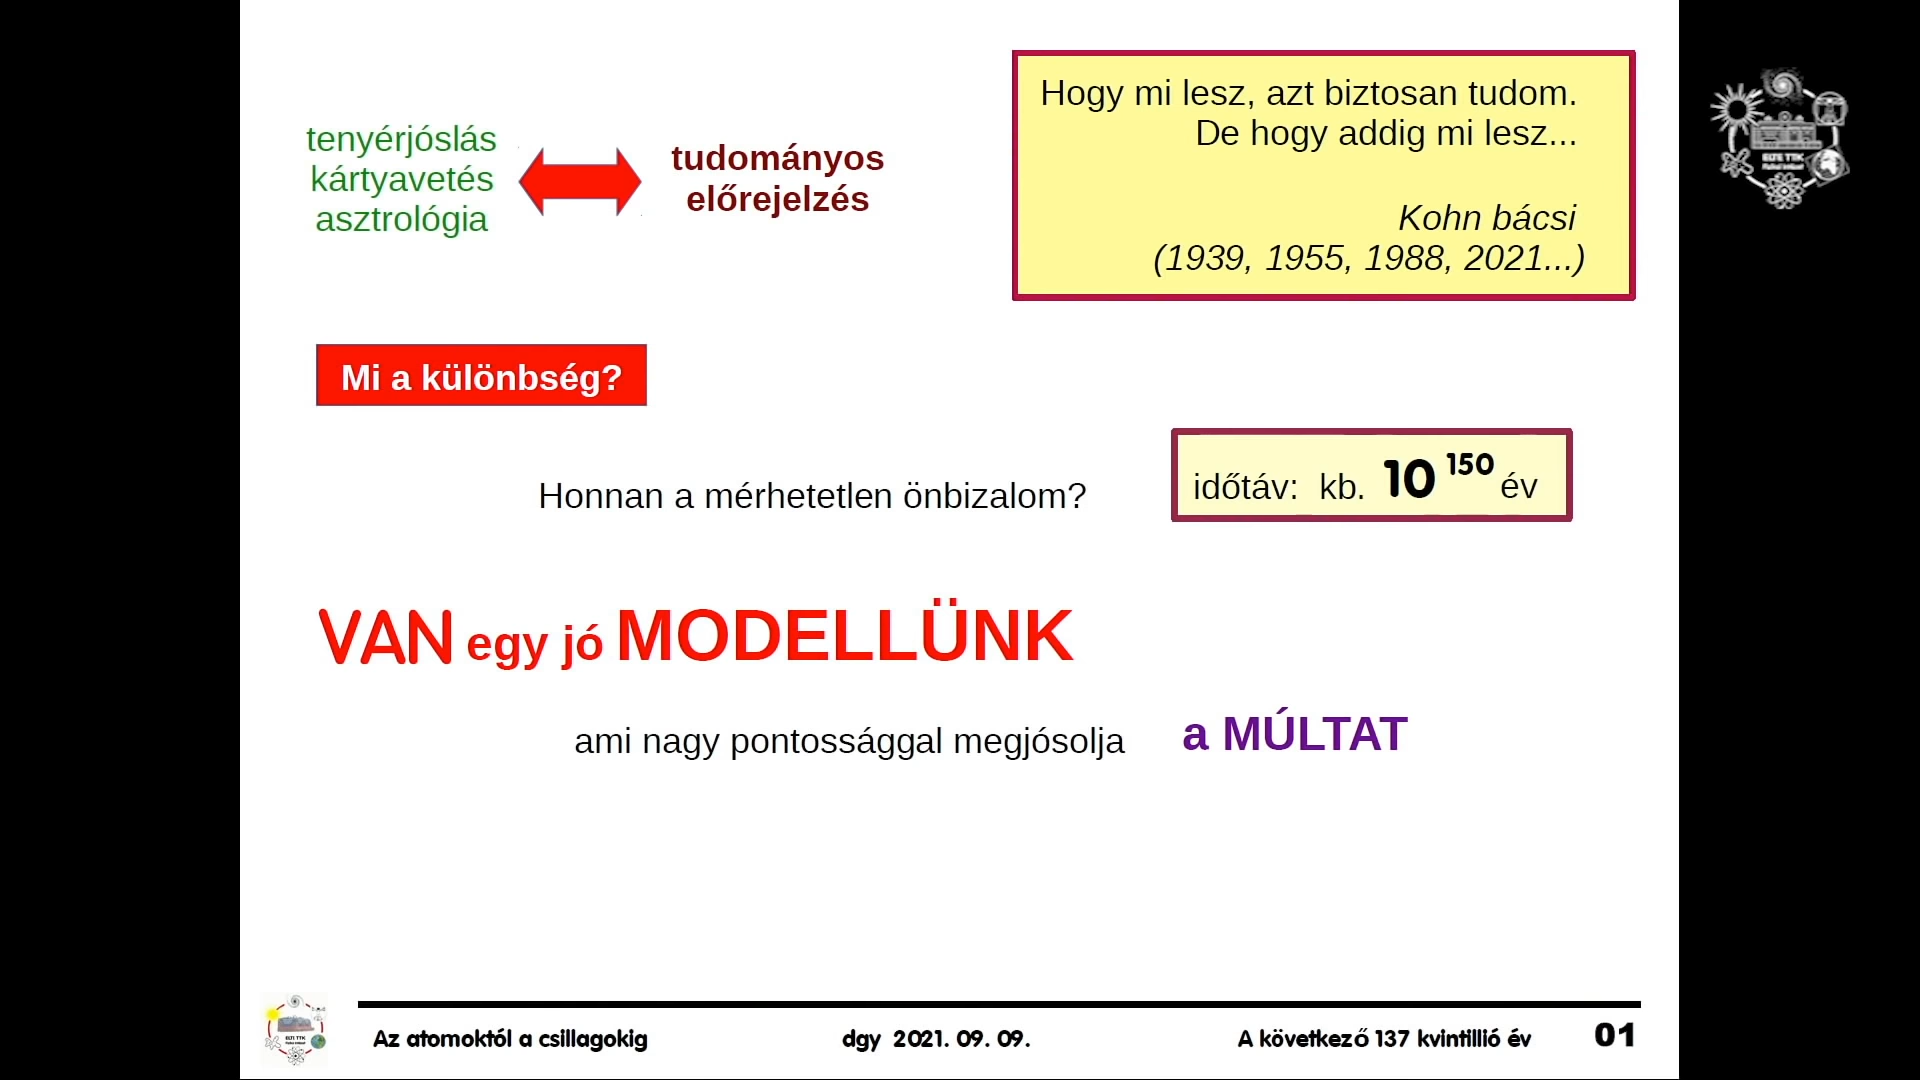 tenyérjóslás
kártyavetés
asztrológia
tudományos
előrejelzés
Hogy mi lesz, azt biztosan tudom.
De hogy addig mi lesz...
Kohn bácsi
(1939, 1955, 1988, 2021...)
Mi a különbség?
Honnan a mérhetetlen önbizalom?
időtáv: kb. 10 150 év
VAN egy jó MODELLÜNK
ami nagy pontossággal megjósolja a MÚLTAT
Az atomoktól a csillagokig
dgy 2021. 09. 09.
A következő 137 kvintillió év
01
ELTE TTK